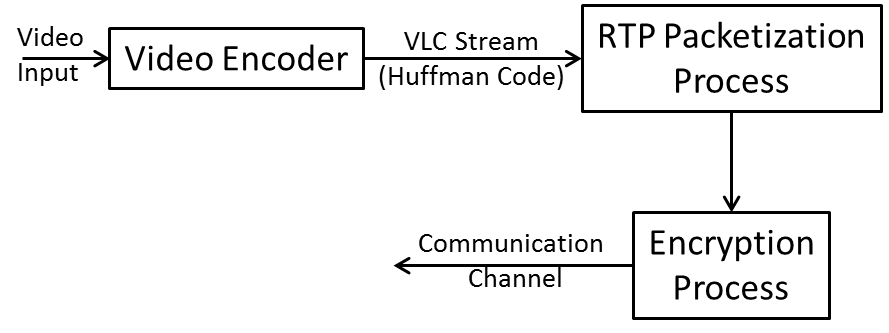 Video
Input
Video Encoder
VLC Stream
(Huffman Code)
RTP Packetization
Process
Communication
Channel
Encryption
Process